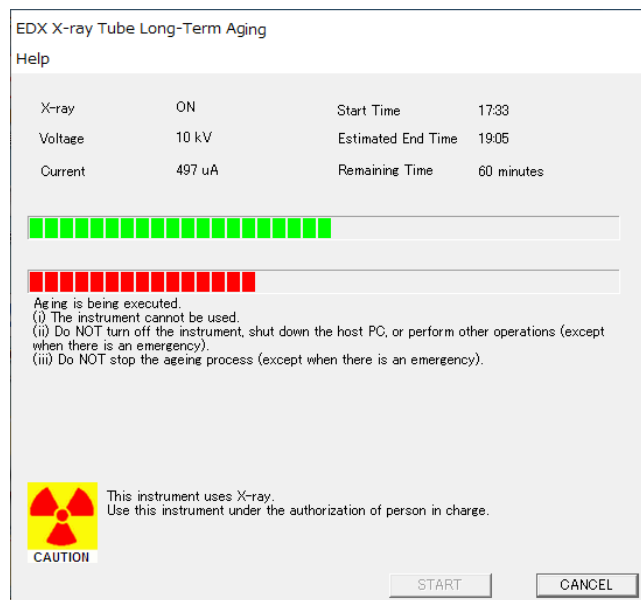 EDX X-ray Tube Long-Term Aging
Help
X-ray ON Start Time 17:33
Voltage 10 kV Estimated End Time 19:05
Current 497 uA Remaining Time 60 minutes
Aging is being executed.
(i) The instrument cannot be used.
(ii) Do NOT turn off the instrument, shut down the host PC, or perform other operations (except
when there is an emergency).
(iii) Do NOT stop the ageing process (except when there is an emergency).
This instrument uses X-ray.
Use this instrument under the authorization of person in charge.
CAUTION
START CANCEL